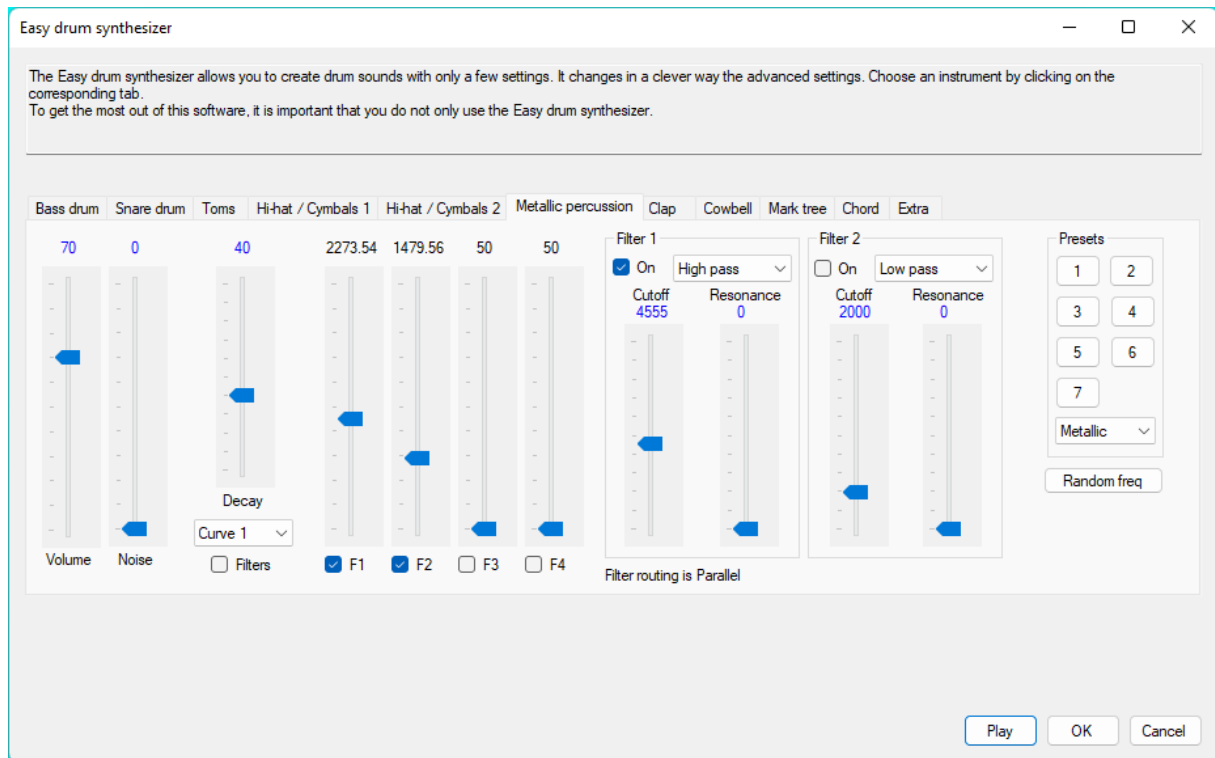 Easy drum synthesizer
The Easy drum synthesizer allows you to create drum sounds with only a few settings. It changes in a clever way the advanced settings. Choose an instrument by clicking on the
corresponding tab.
To get the most out of this software, it is important that you do not only use the Easy drum synthesizer.
Bass drum Snare drum Toms Hi-hat / Cymbals 1 Hi-hat / Cymbals 2 Metallic percussion Clap Cowbell Mark tree Chord Extra
70 0 40 2273.54 1479.56 50 50
Volume Noise
Decay
Curve 1
Filters
F1 F2 F3 F4
Filter 1
On High pass
Cutoff Resonance
4555 0
Filter 2
On Low pass
Cutoff Resonance
2000 0
Filter routing is Parallel
Presets
1 2
3 4
5 6
7
Metallic
Random freq
Play OK Cancel